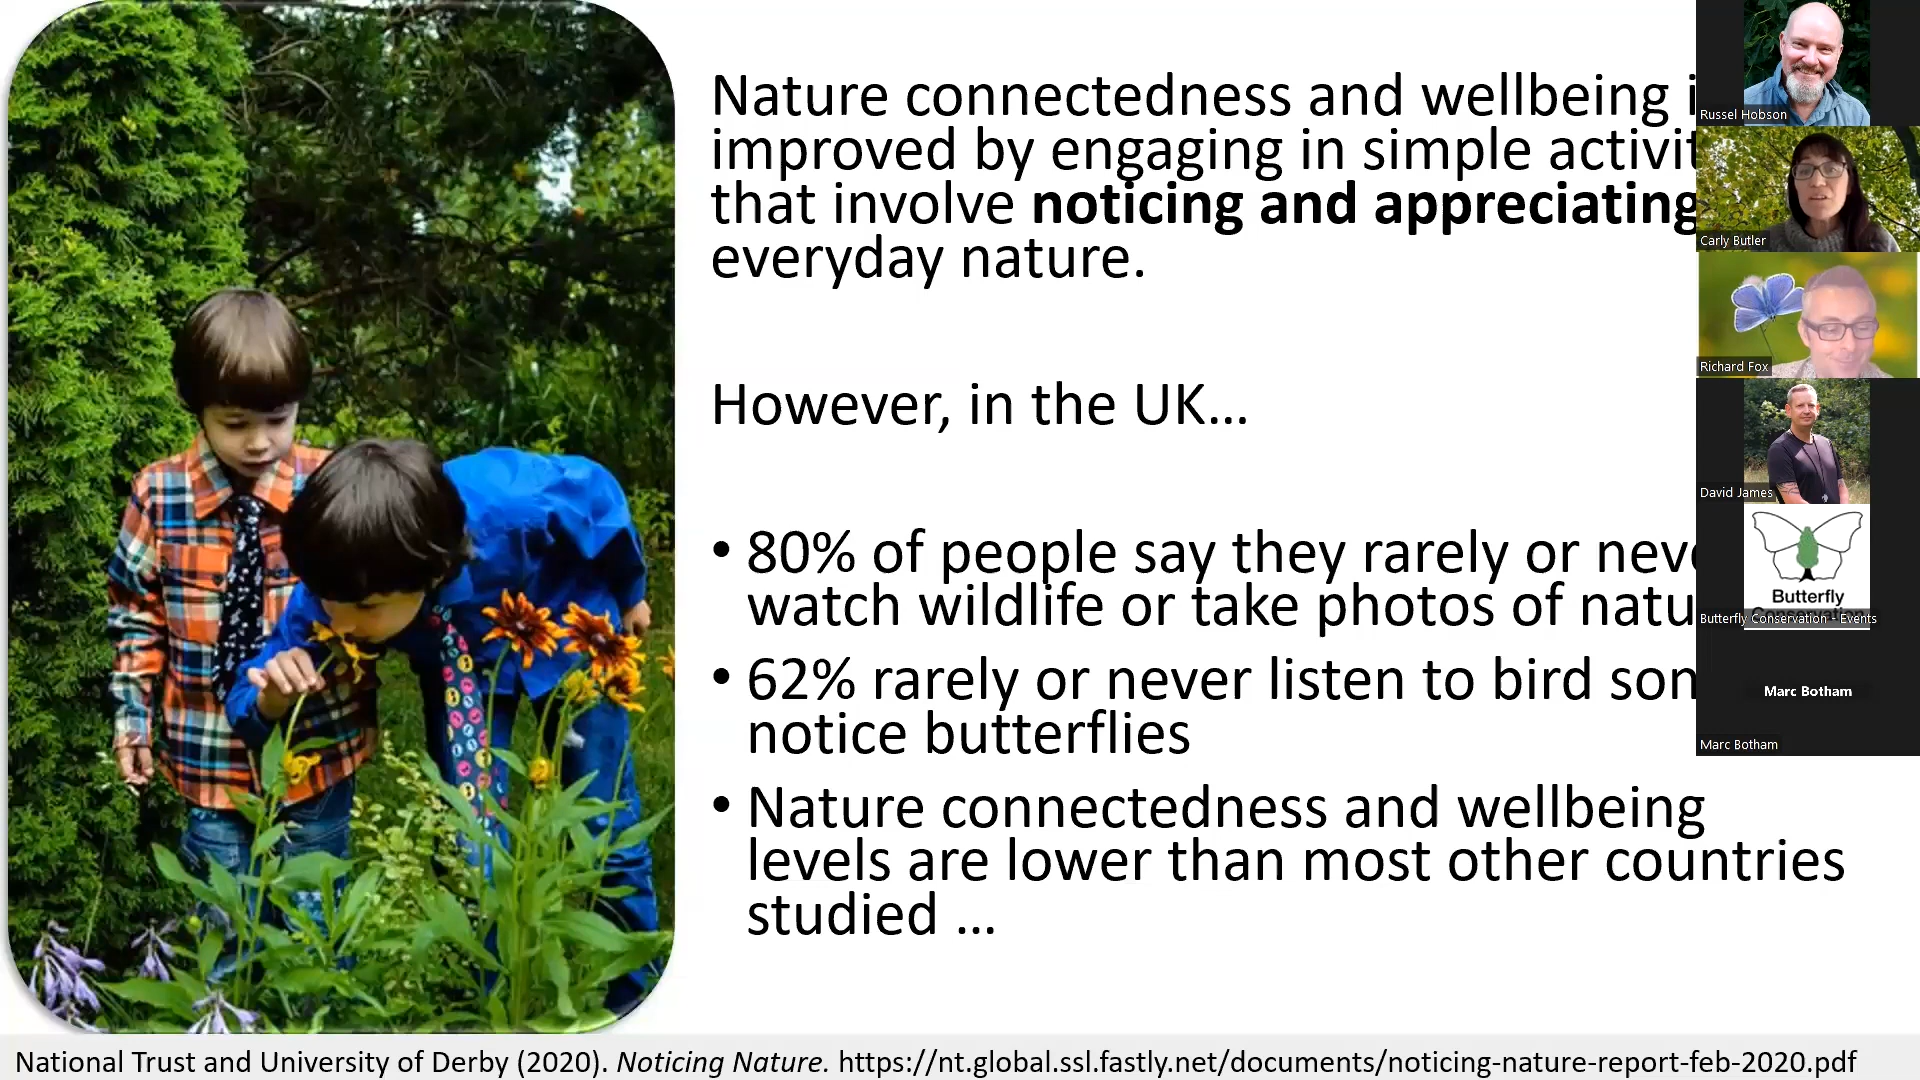 Nature connectedness and wellbeing
improved by engaging in simple
that involve noticing and appreciating
everyday nature.
However, in the UK...
• 80% of people say they rarely or
watch wildlife or take photos of
• 62% rarely or never listen to bird
notice butterflies
• Nature connectedness and wellbeing
levels are lower than most other countries
studied ...
National Trust and University of Derby (2020). Noticing Nature. https://nt.global.ssl.fastly.net/documents/noticing-nature-report-feb-2020.pdf
Russel Hobson
Carly Butler
Richard Fox
David James
Butterfly
Conservation
Butterfly Conservation - Events
Marc Botham
Marc Botham